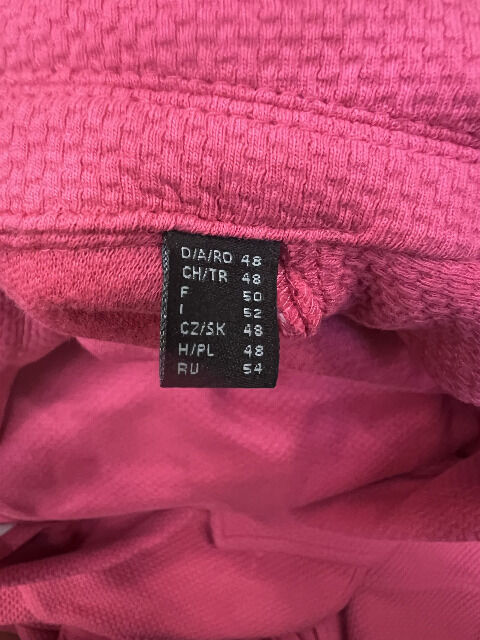 D/A/RO 48
CH/TR 48
F 50
I 52
CZ/SK 48
H/PL 48
RU 54